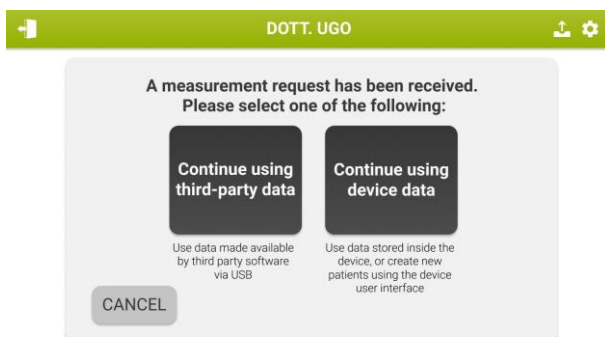 DOTT. UGO
A measurement request has been received.
Please select one of the following:
Continue using
third-party data
Continue using
device data
Use data made available
by third party software
via USB
Use data stored inside the
device, or create new
patients using the device
user interface
CANCEL